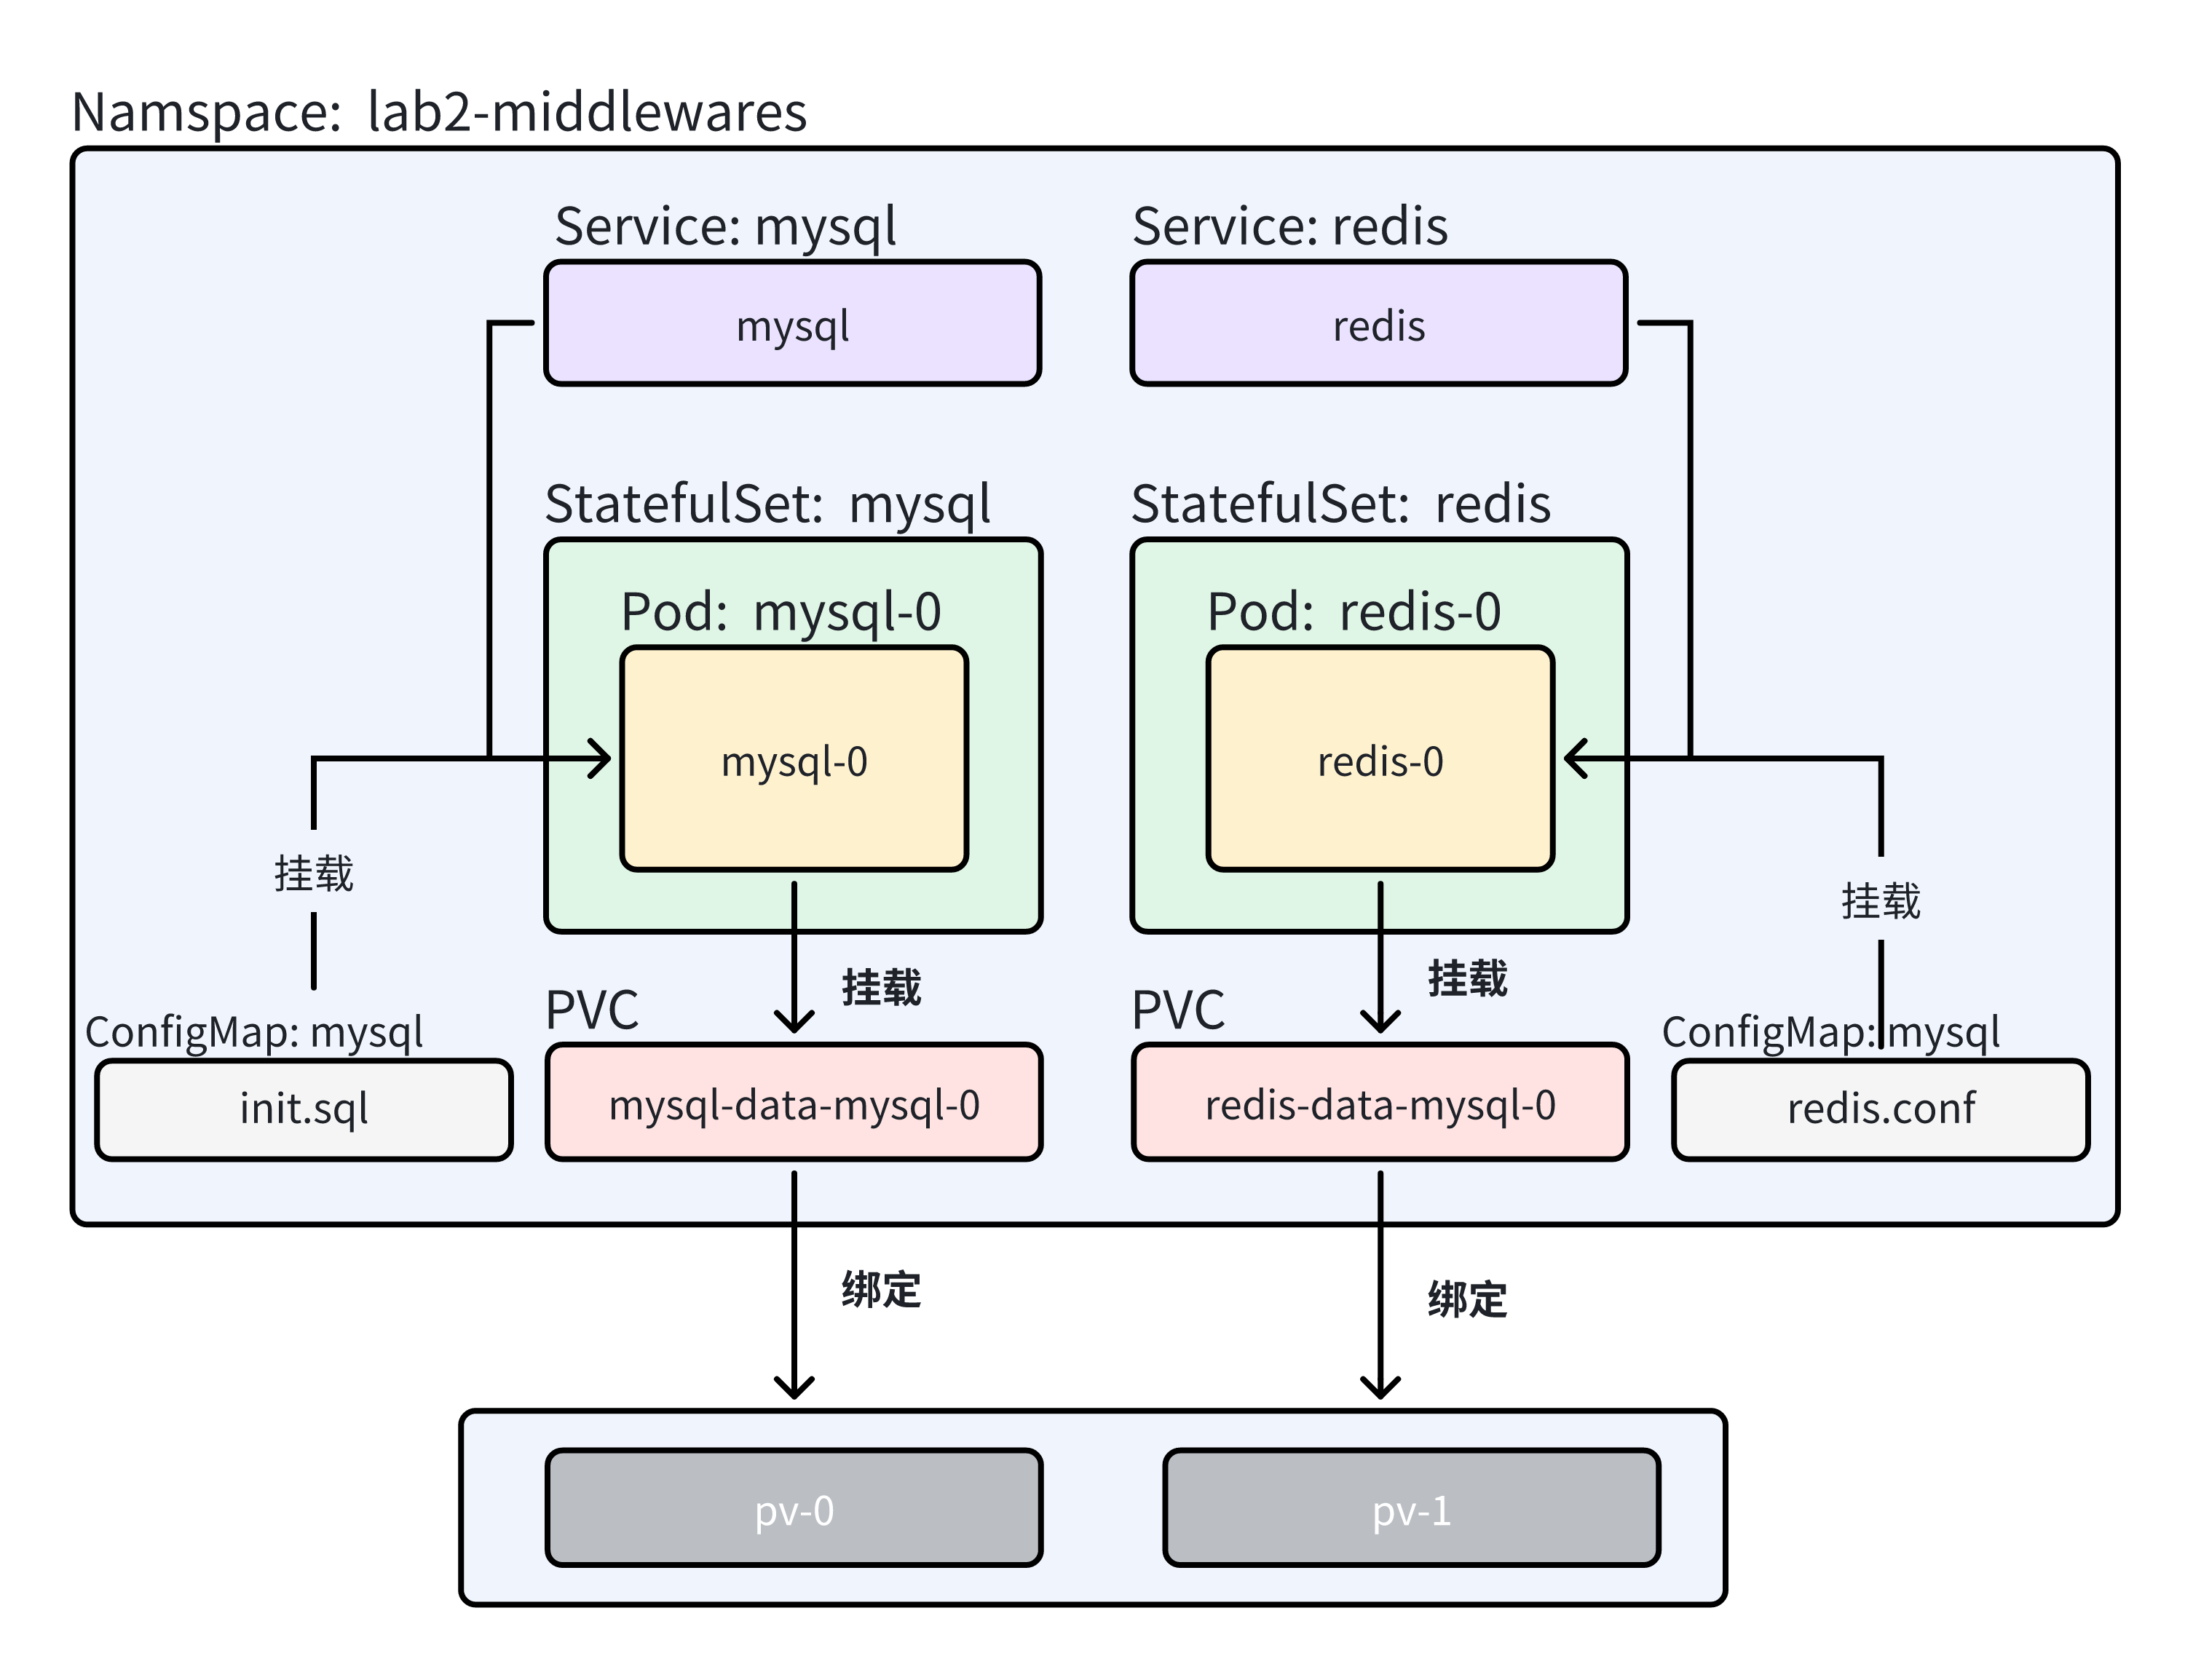 Namspace: lab2-middlewares
Service: mysql
Service: redis
mysql
redis
StatefulSet: mysql
StatefulSet: redis
Pod: mysql-0
Pod: redis-0
mysql-0
redis-0
挂载
挂载
挂载
挂载
PVC
PVC
ConfigMap: mysql
ConfigMap: mysql
init.sql
mysql-data-mysql-0
redis-data-mysql-0
redis.conf
绑定
绑定
pv-0
pv-1